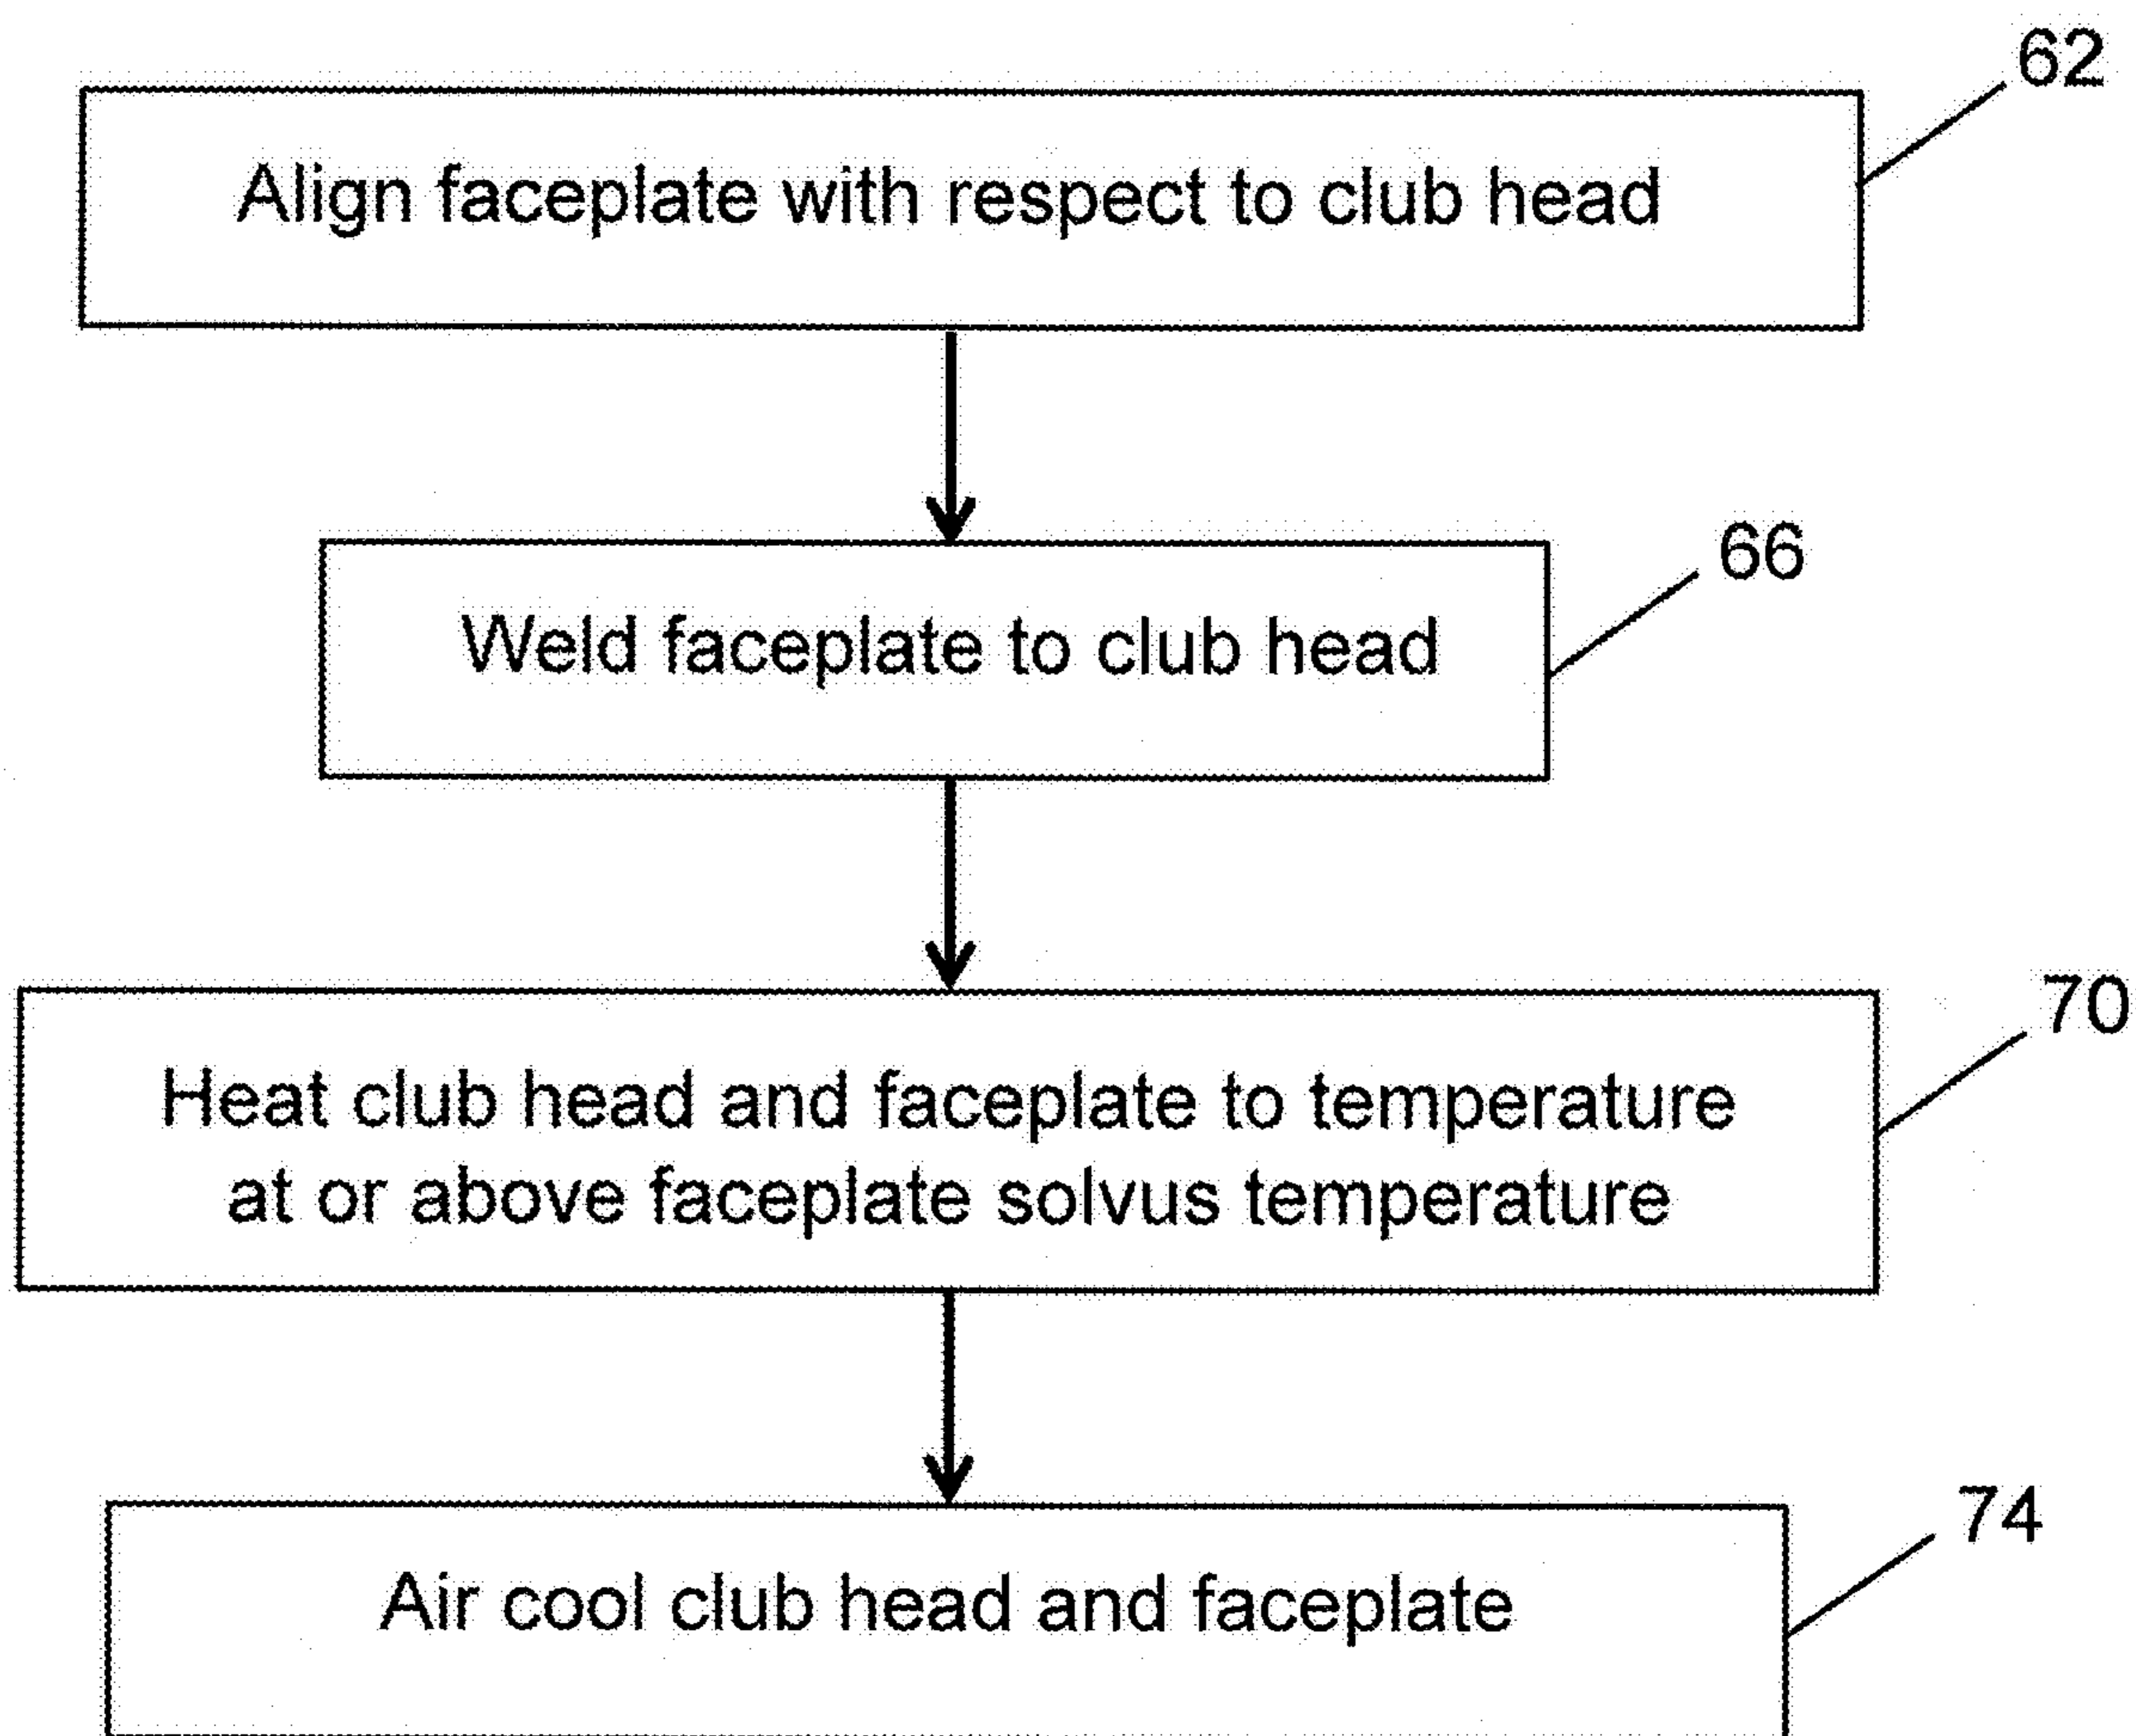 62
Align faceplate with respect to club head
66
Weld faceplate to club head
70
Heat club head and faceplate to temperature
at or above faceplate solvus temperature
74
Air cool club head and faceplate